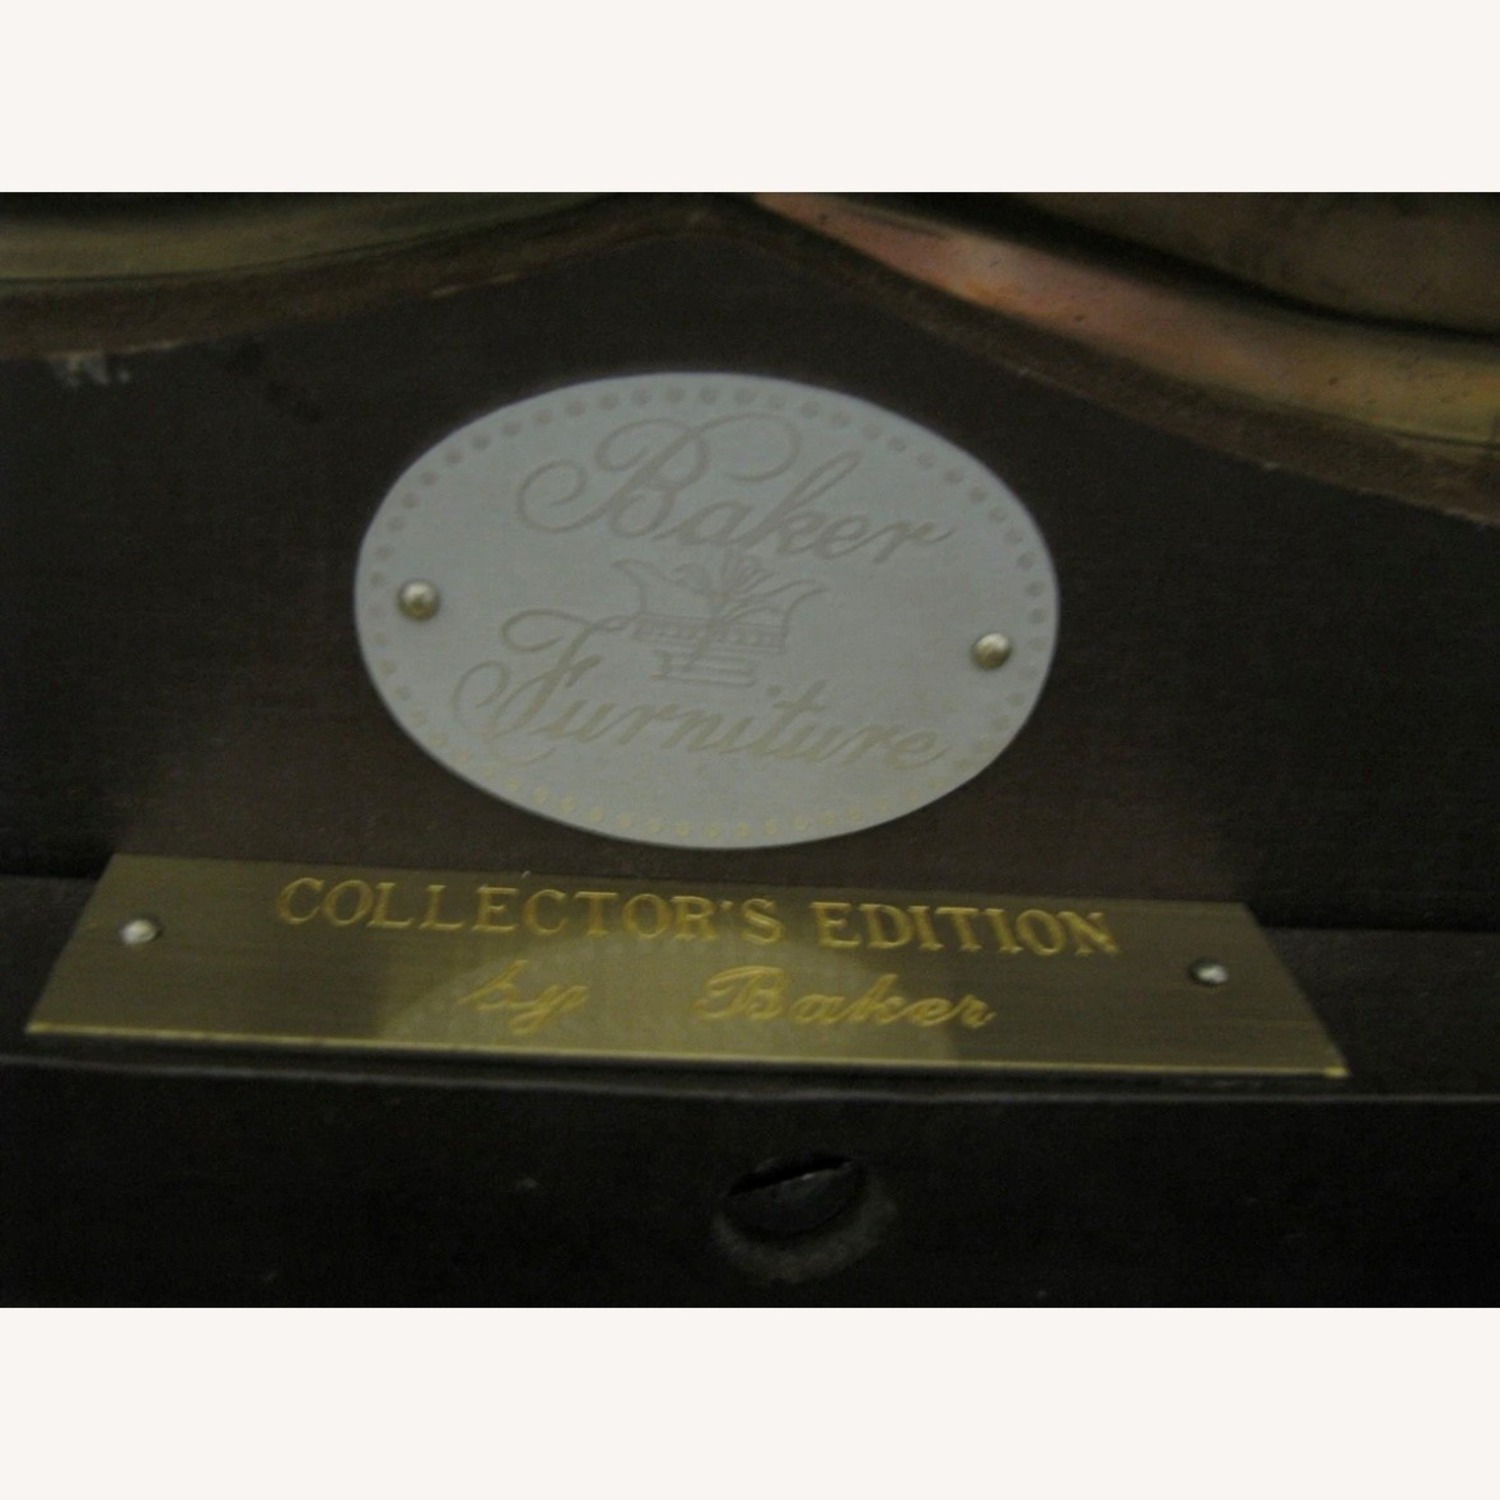 Baker
Furniture
COLLECTOR'S EDITION
by Baker